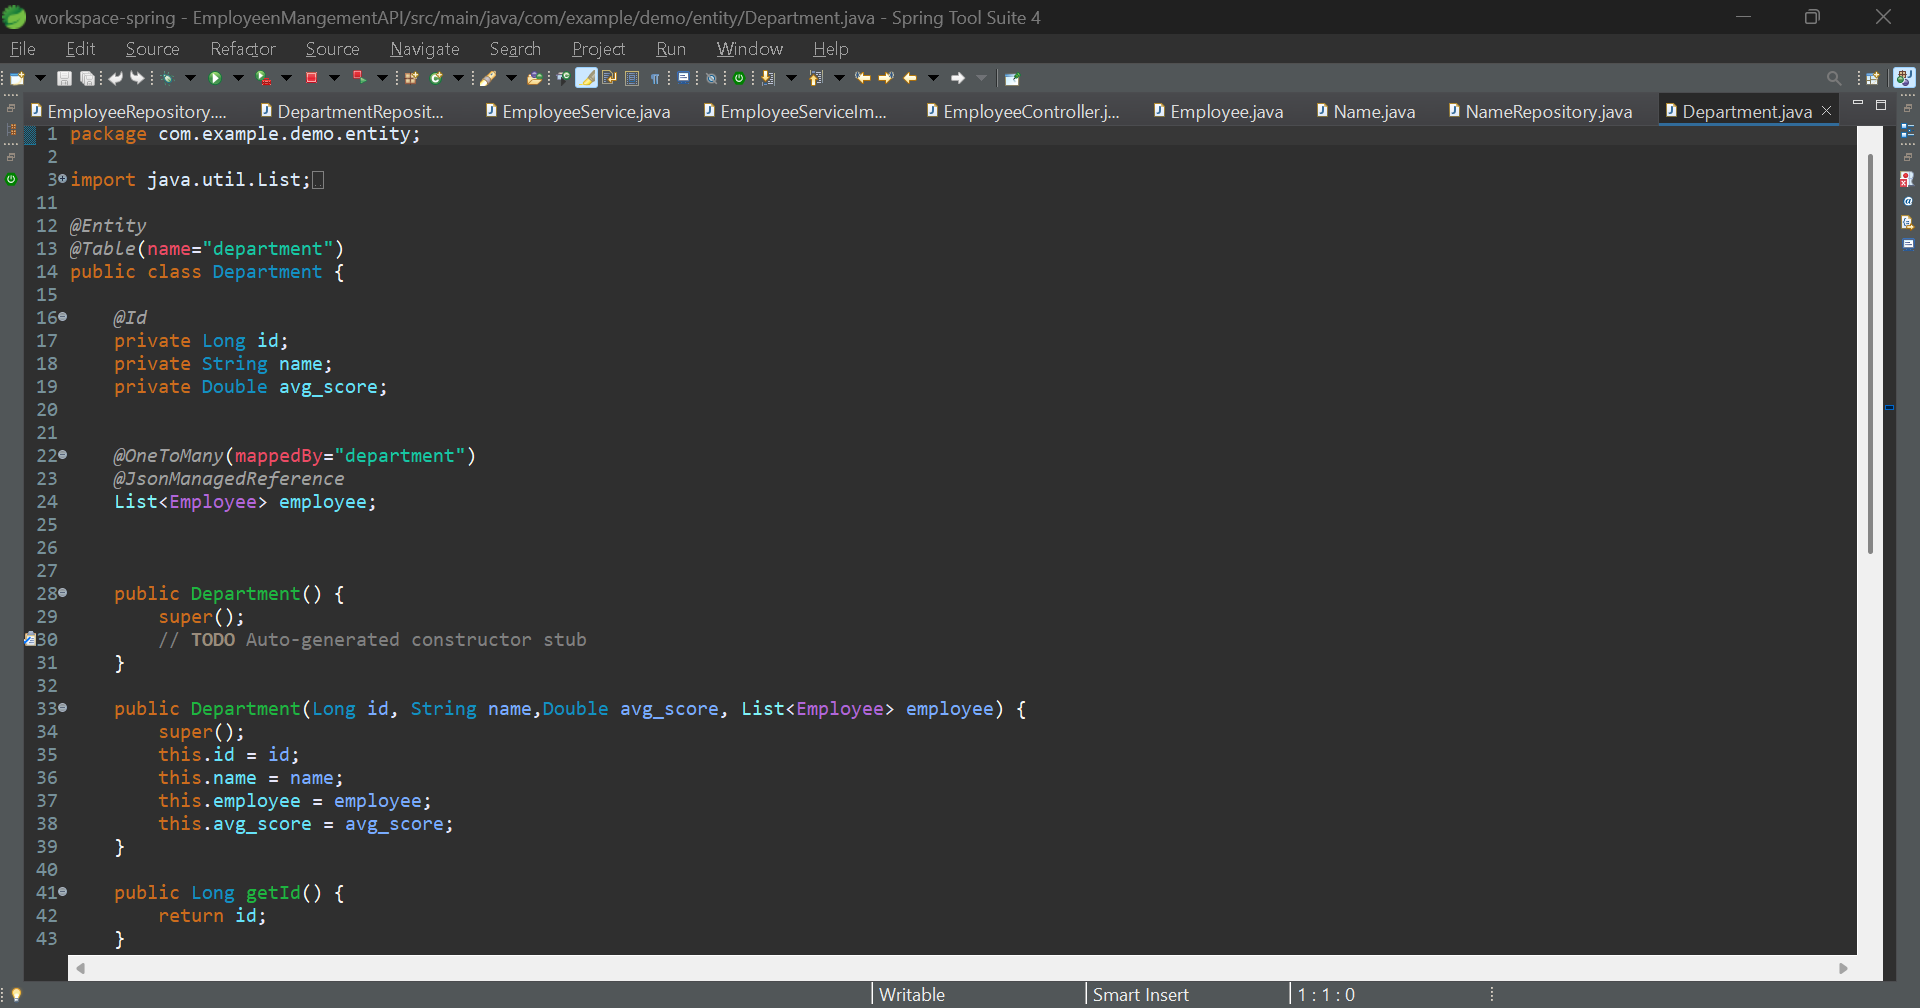 workspace-spring - EmployeenMangementAPI/src/main/java/com/example/demo/entity/Department.java - Spring Tool Suite 4
File Edit Source Refactor Source Navigate Search Project Run Window Help
EmployeeRepository.... DepartmentReposit... EmployeeService.java EmployeeServiceIm... EmployeeController.j... Employee.java Name.java NameRepository.java Department.java
1 package com.example.demo.entity;
2
3 import java.util.List;
11
12 @Entity
13 @Table(name="department")
14 public class Department {
15
16     @Id
17     private Long id;
18     private String name;
19     private Double avg_score;
20
21
22     @OneToMany(mappedBy="department")
23     @JsonManagedReference
24     List<Employee> employee;
25
26
27
28     public Department() {
29         super();
30         // TODO Auto-generated constructor stub
31     }
32
33     public Department(Long id, String name,Double avg_score, List<Employee> employee) {
34         super();
35         this.id = id;
36         this.name = name;
37         this.employee = employee;
38         this.avg_score = avg_score;
39     }
40
41     public Long getId() {
42         return id;
43     }
Writable Smart Insert 1 : 1 : 0